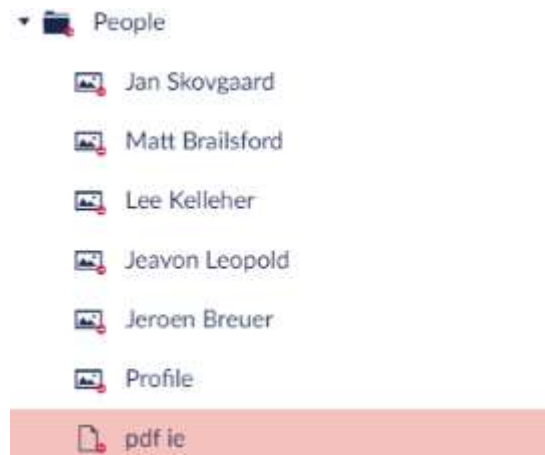 People
Jan Skovgaard
Matt Brailsford
Lee Kelleher
Jeavon Leopold
Jeroen Breuer
Profile
pdf ie